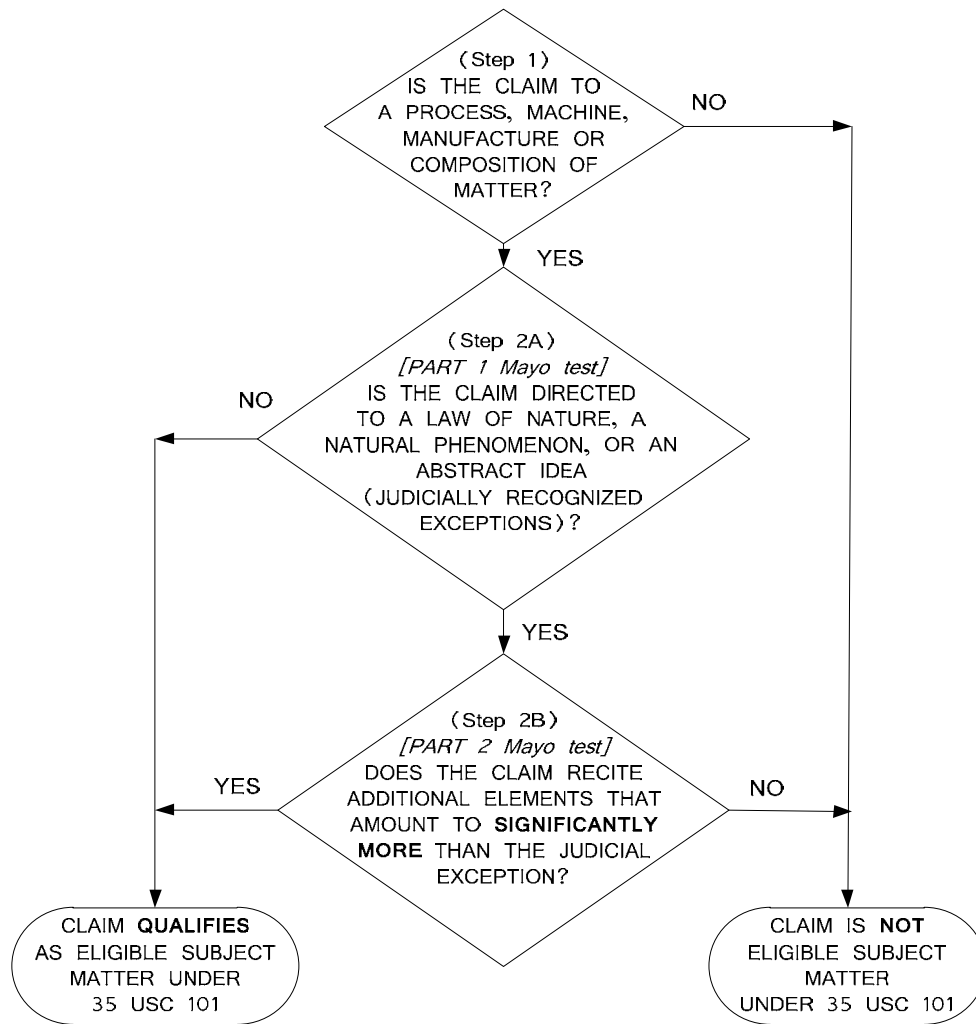 (Step 1)
IS THE CLAIM TO
A PROCESS, MACHINE,
MANUFACTURE OR
COMPOSITION OF
MATTER?
NO
YES
(Step 2A)
[PART 1 Mayo test]
IS THE CLAIM DIRECTED
TO A LAW OF NATURE, A
NATURAL PHENOMENON, OR AN
ABSTRACT IDEA
(JUDICIALLY RECOGNIZED
EXCEPTIONS)?
NO
YES
(Step 2B)
[PART 2 Mayo test]
DOES THE CLAIM RECITE
ADDITIONAL ELEMENTS THAT
AMOUNT TO SIGNIFICANTLY
MORE THAN THE JUDICIAL
EXCEPTION?
YES
NO
CLAIM QUALIFIES
AS ELIGIBLE SUBJECT
MATTER UNDER
35 USC 101
CLAIM IS NOT
ELIGIBLE SUBJECT
MATTER
UNDER 35 USC 101